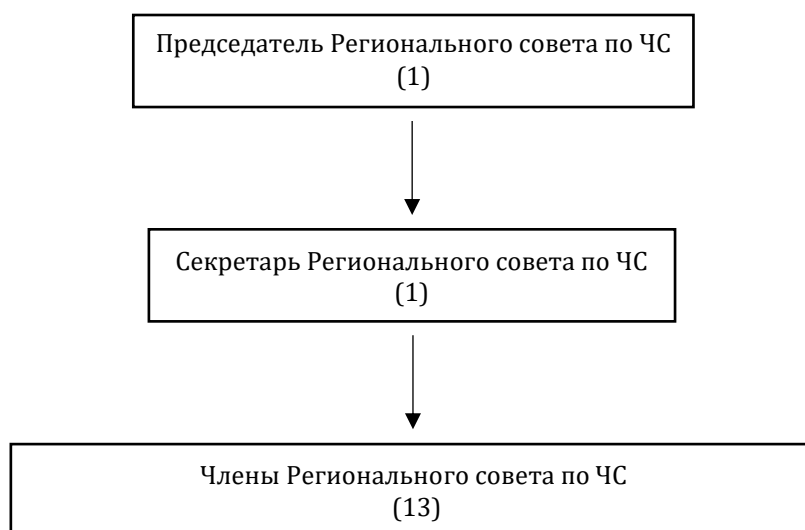 Председатель Регионального совета по ЧС
(1)
Секретарь Регионального совета по ЧС
(1)
Члены Регионального совета по ЧС
(13)